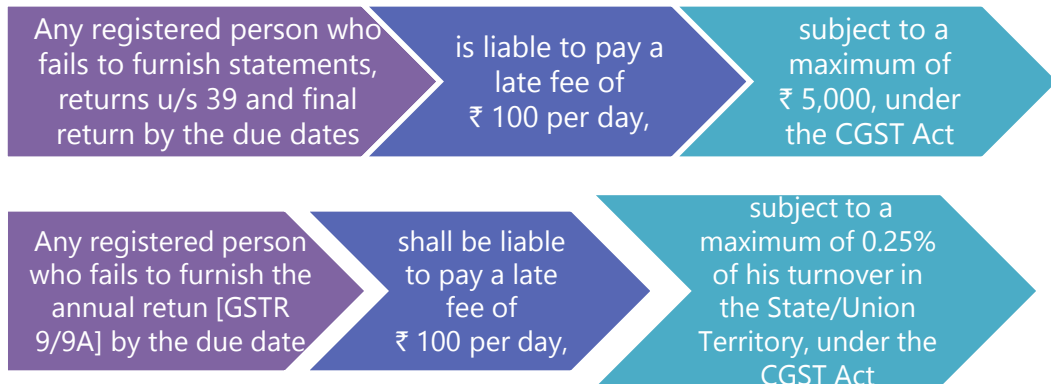 Any registered person who
fails to furnish statements,
returns u/s 39 and final
return by the due dates
is liable to pay a
late fee of
₹ 100 per day,
subject to a
maximum of
₹ 5,000, under
the CGST Act
Any registered person
who fails to furnish the
annual retun [GSTR
9/9A] by the due date
shall be liable
to pay a late
fee of
₹ 100 per day,
subject to a
maximum of 0.25%
of his turnover in
the State/Union
Territory, under the
CGST Act